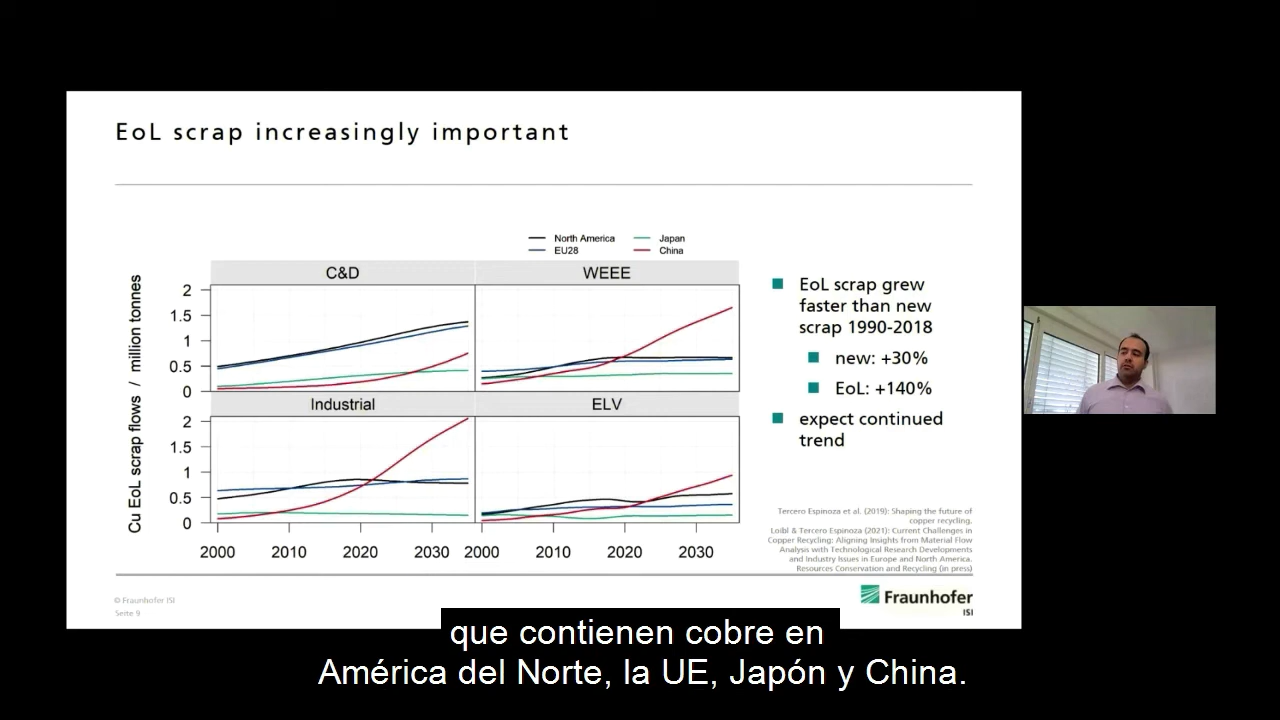 EoL scrap increasingly important
North America
Japan
EU28
China
C&D
WEEE
Cu EoL scrap flows / million tonnes
2
1.5
1
0.5
0
Industrial
ELV
2
1.5
1
0.5
0
2000
2010
2020
2030
2000
2010
2020
2030
EoL scrap grew
faster than new
scrap 1990-2018
new: +30%
EoL: +140%
expect continued
trend
Tercero Espinoza et al. (2019): Shaping the future of
copper recycling.
Loibl & Tercero Espinoza (2021): Current Challenges in
Copper Recycling: Aligning Insights from Material Flow
Analysis with Technological Research Developments
and Industry Issues in Europe and North America.
Resources Conservation and Recycling (in press)
© Fraunhofer ISI
Seite 9
Fraunhofer
ISI
que contienen cobre en
América del Norte, la UE, Japón y China.